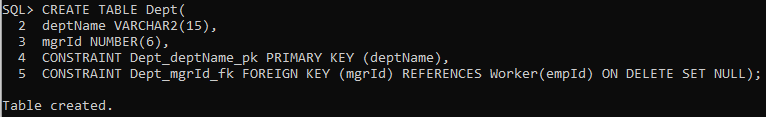 SQL> CREATE TABLE Dept(
  2  deptName VARCHAR2(15),
  3  mgrId NUMBER(6),
  4  CONSTRAINT Dept_deptName_pk PRIMARY KEY (deptName),
  5  CONSTRAINT Dept_mgrId_fk FOREIGN KEY (mgrId) REFERENCES Worker(empId) ON DELETE SET NULL);
Table created.